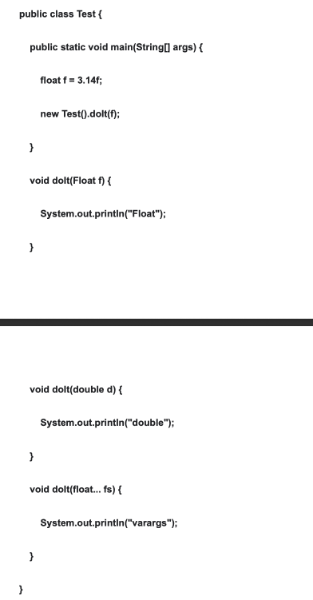 public class Test {
public static void main(String[] args) {
float f = 3.14f;
new Test().doIt(f);
}
void doIt(Float f) {
System.out.println("Float");
}
void doIt(double d) {
System.out.println("double");
}
void doIt(float... fs) {
System.out.println("varargs");
}
}